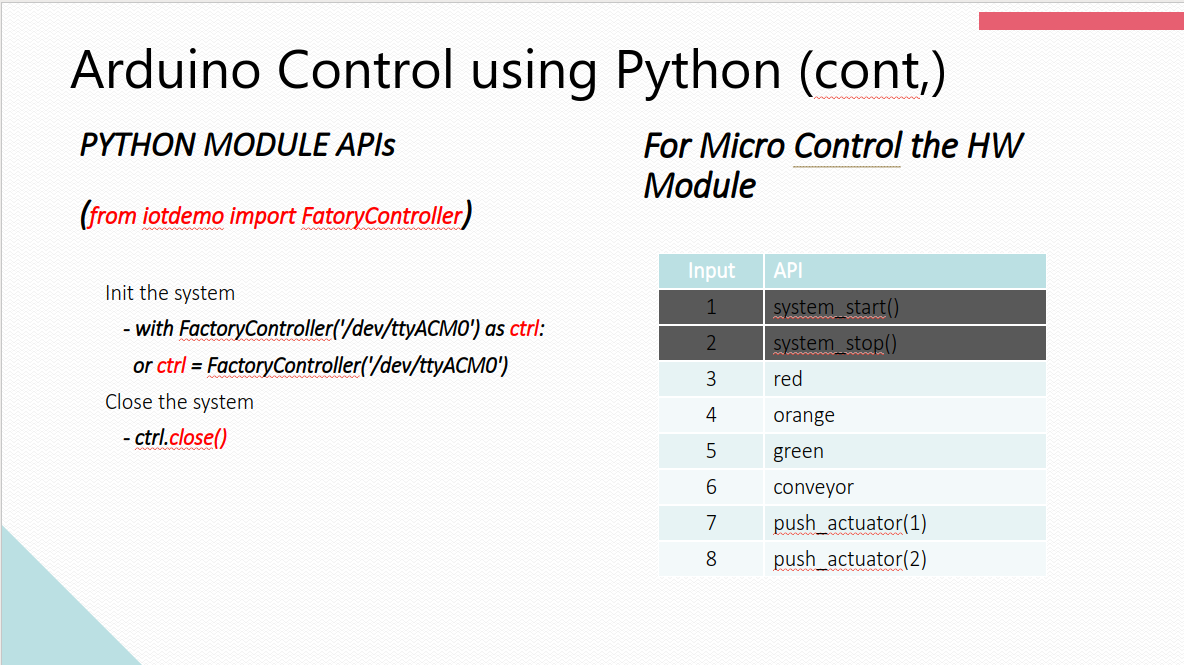 Arduino Control using Python (cont,)
PYTHON MODULE APIs
(from iotdemo import FatoryController)
Init the system
- with FactoryController('/dev/ttyACM0') as ctrl:
or ctrl = FactoryController('/dev/ttyACM0')
Close the system
- ctrl.close()
For Micro Control the HW
Module
Input API
1 system_start()
2 system_stop()
3 red
4 orange
5 green
6 conveyor
7 push_actuator(1)
8 push_actuator(2)